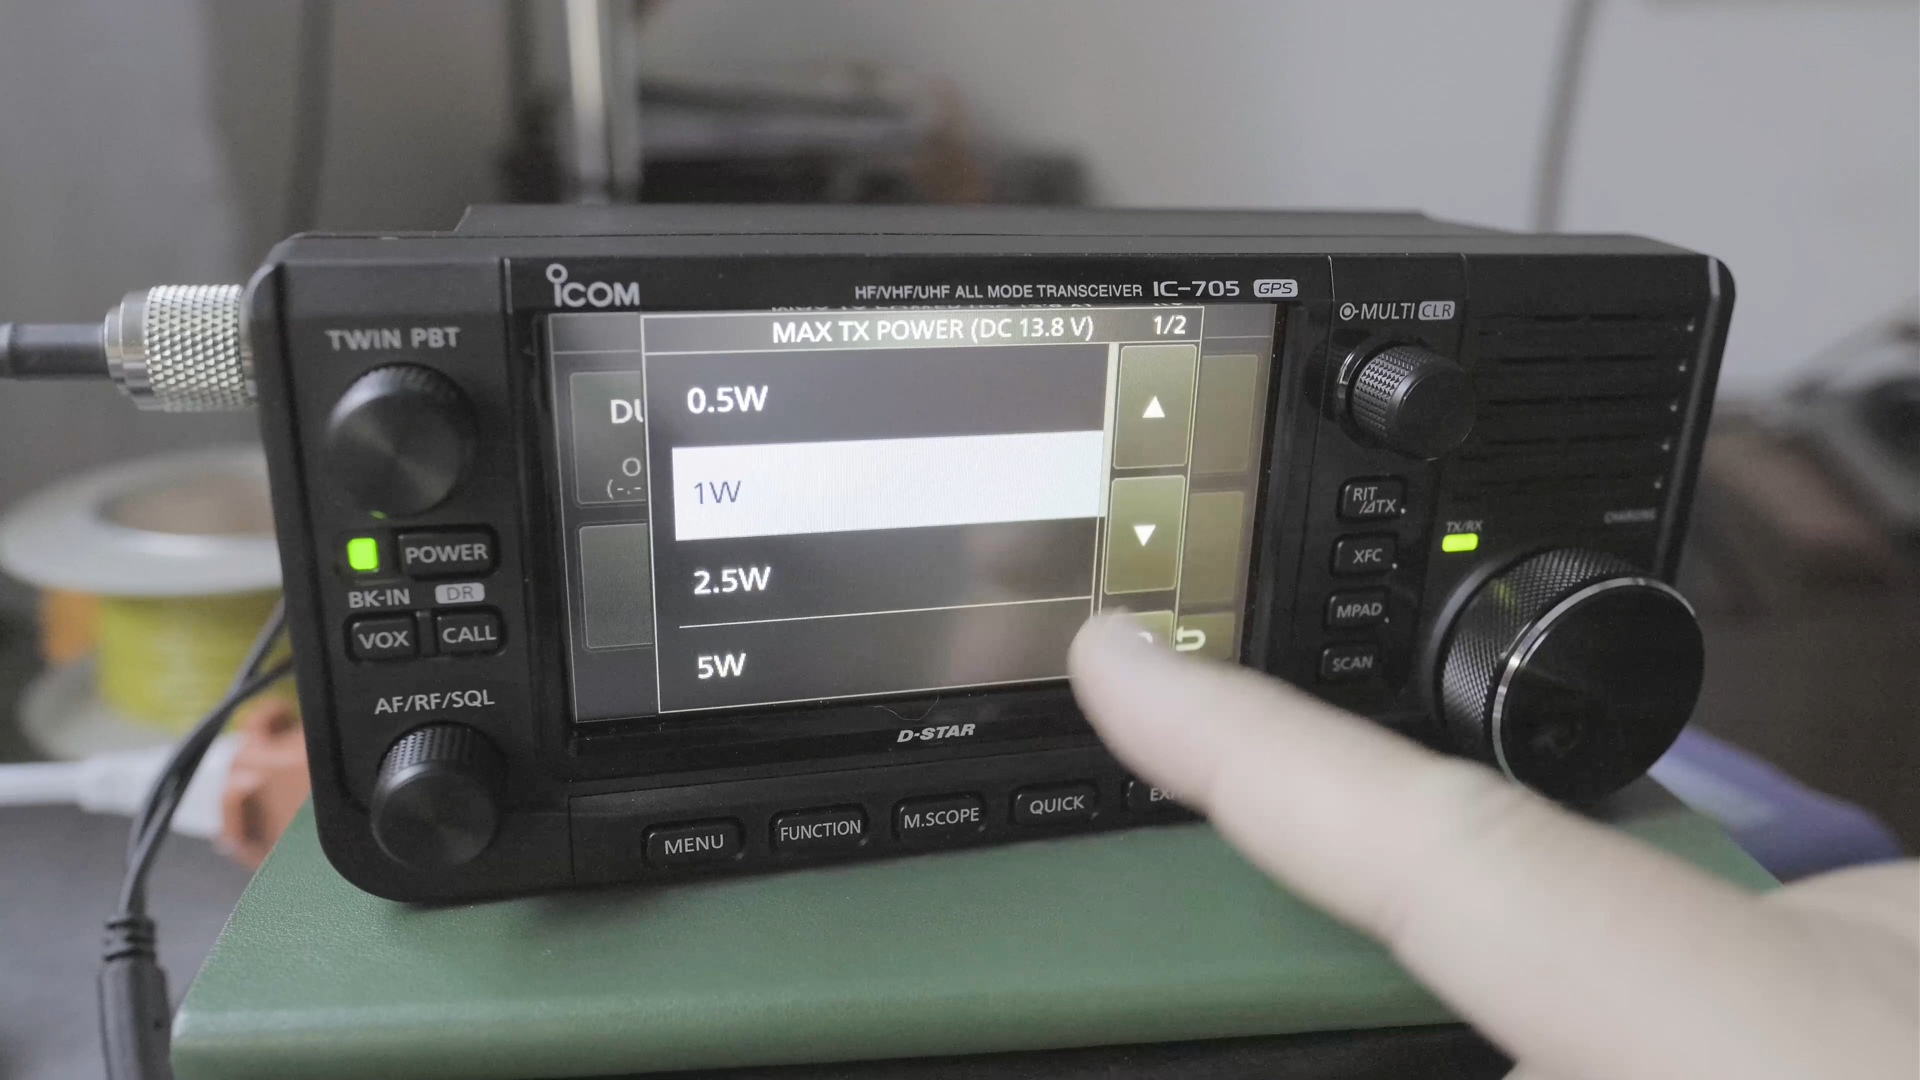 ICOM
HF/VHF/UHF ALL MODE TRANSCEIVER IC-705 GPS
MULTI CLR
TWIN PBT
MAX TX POWER (DC 13.8 V) 1/2
0.5W
1W
2.5W
5W
RIT
/⊿TX
TX/RX
CHARGING
XFC
MPAD
SCAN
POWER
BK-IN DR
VOX CALL
AF/RF/SQL
D-STAR
MENU FUNCTION M.SCOPE QUICK